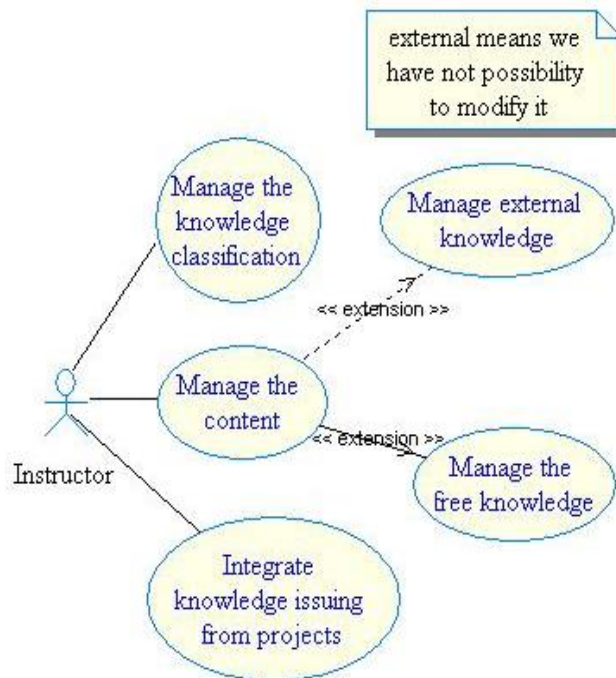 external means we
have not possibility
to modify it
Manage the
knowledge
classification
Manage external
knowledge
<< extension >>
Manage the
content
<< extension >>
Manage the
free knowledge
Instructor
Integrate
knowledge issuing
from projects